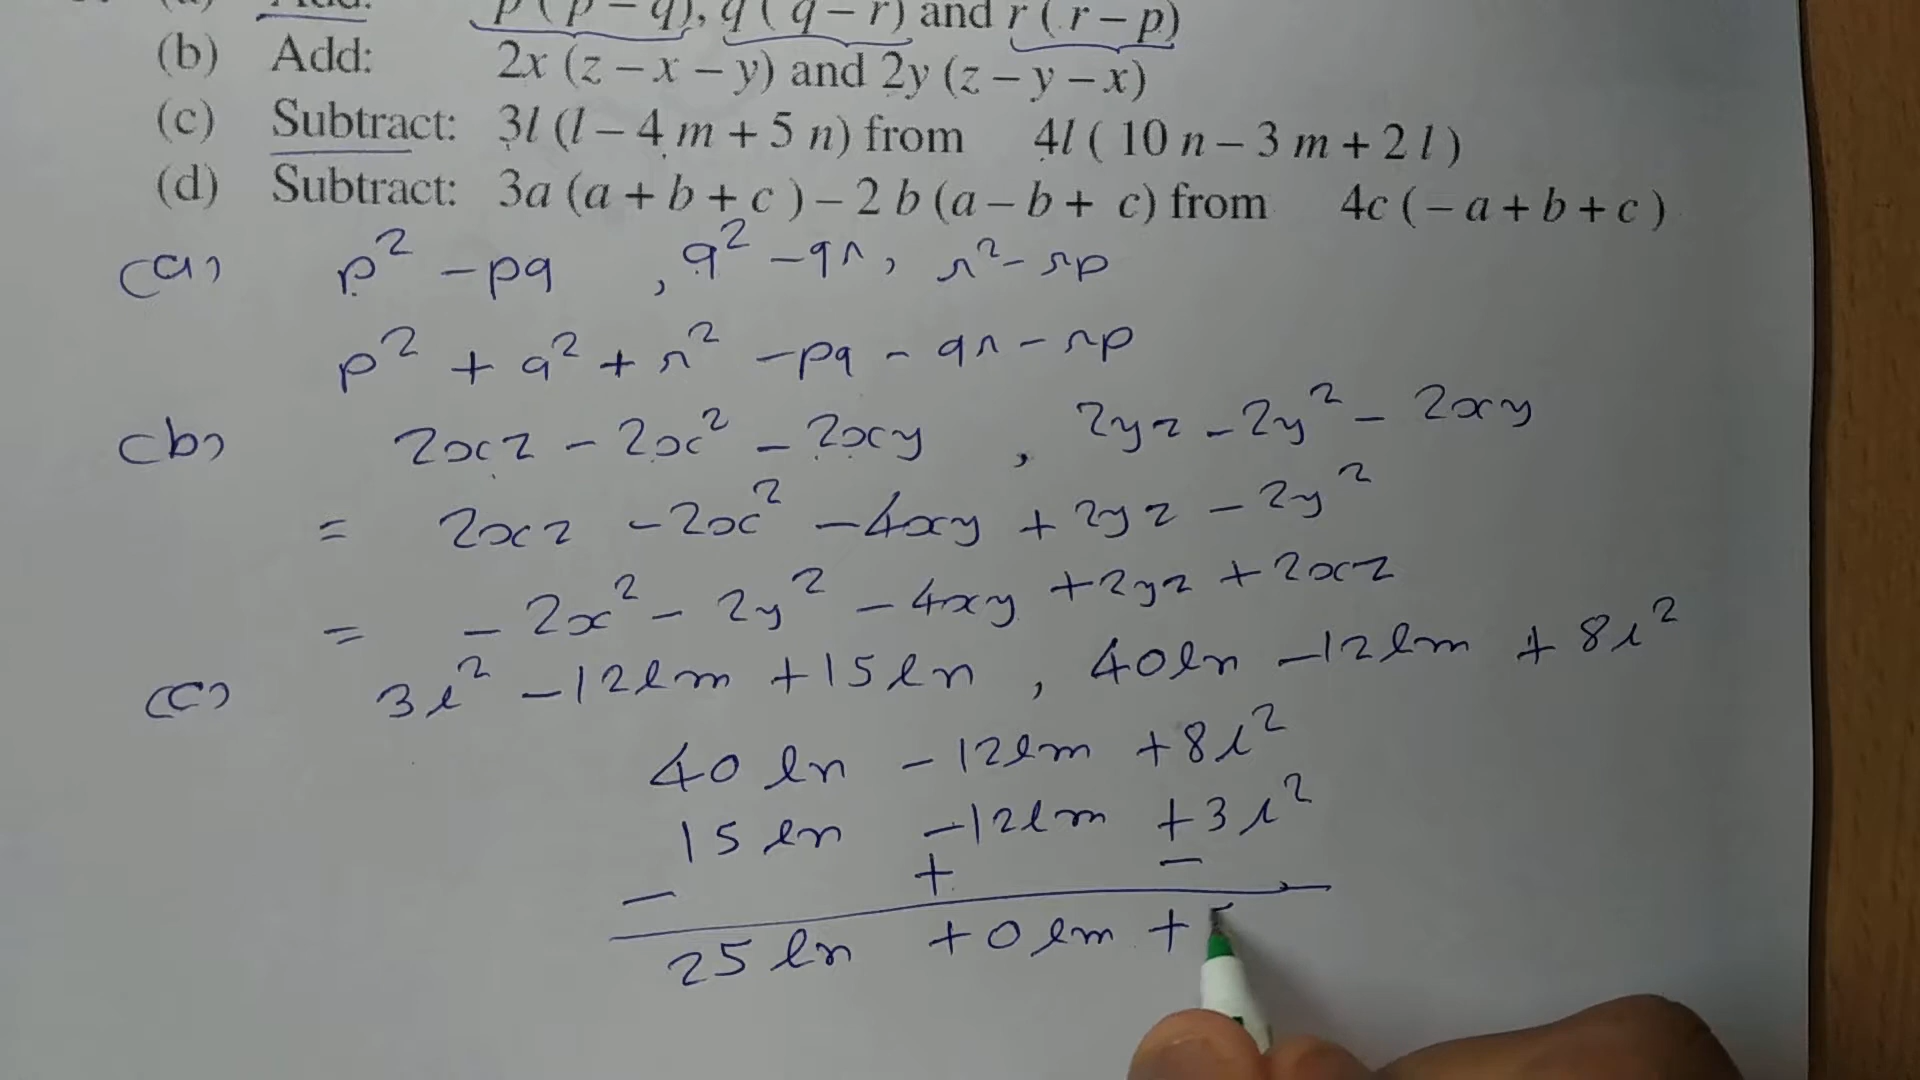 (a) Add: p ( p – q), q ( q – r) and r ( r – p)
(b) Add: 2x (z – x – y) and 2y (z – y – x)
(c) Subtract: 3l (l – 4 m + 5 n) from 4l ( 10 n – 3 m + 2 l )
(d) Subtract: 3a (a + b + c ) – 2 b (a – b + c) from 4c ( – a + b + c )
(a) p² - pq , q² - qr, r² - rp
p² + q² + r² - pq - qr - rp
(b) 2xz - 2x² - 2xy , 2yz - 2y² - 2xy
= 2xz - 2x² - 4xy + 2yz - 2y²
= - 2x² - 2y² - 4xy + 2yz + 2xz
(c) 3l² - 12lm + 15ln , 40ln - 12lm + 8l²
40 ln - 12lm + 8l²
15 ln - 12lm + 3l²
- + -
25 ln + 0 lm + 5